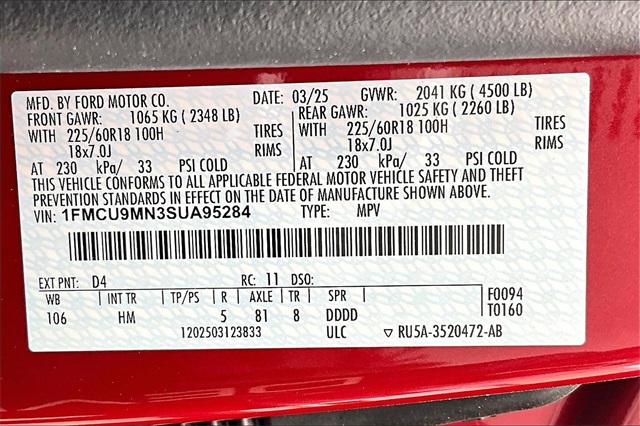 MFD. BY FORD MOTOR CO. DATE: 03/25 GVWR: 2041 KG ( 4500 LB)
FRONT GAWR: 1065 KG ( 2348 LB) REAR GAWR: 1025 KG ( 2260 LB)
WITH 225/60R18 100H TIRES WITH 225/60R18 100H TIRES
18x7.0J RIMS 18x7.0J RIMS
AT 230 kPa/ 33 PSI COLD AT 230 kPa/ 33 PSI COLD
THIS VEHICLE CONFORMS TO ALL APPLICABLE FEDERAL MOTOR VEHICLE SAFETY AND THEFT
PREVENTION STANDARDS IN EFFECT ON THE DATE OF MANUFACTURE SHOWN ABOVE.
VIN: 1FMCU9MN3SUA95284 TYPE: MPV
EXT PNT: D4 RC: 11 DSO:
WB INT TR TP/PS R AXLE TR SPR F0094
106 HM 5 81 8 DDDD T0160
1202503123833 ULC ▽ RU5A-3520472-AB